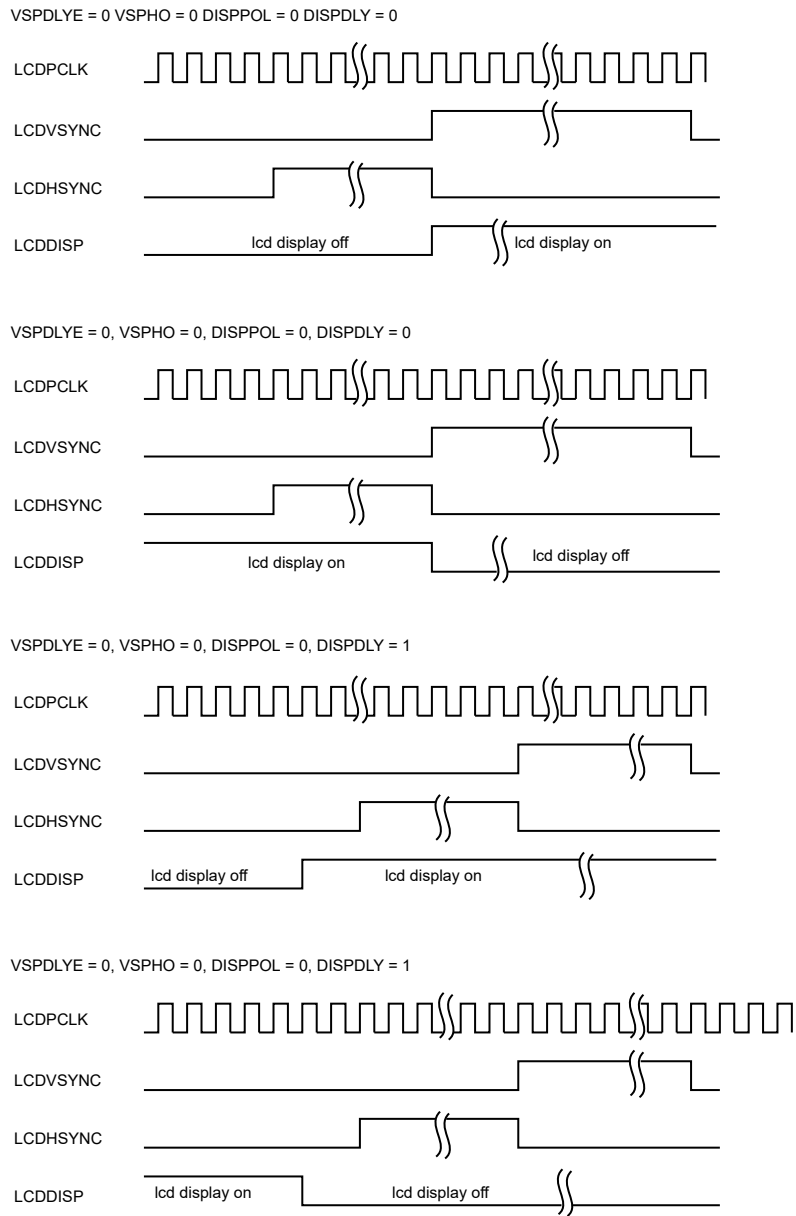 VSPDLYE = 0 VSPHO = 0 DISPPOL = 0 DISPDLY = 0
LCDPCLK
LCDVSYNC
LCDHSYNC
LCDDISP
lcd display off
lcd display on
VSPDLYE = 0, VSPHO = 0, DISPPOL = 0, DISPDLY = 0
LCDPCLK
LCDVSYNC
LCDHSYNC
LCDDISP
lcd display on
lcd display off
VSPDLYE = 0, VSPHO = 0, DISPPOL = 0, DISPDLY = 1
LCDPCLK
LCDVSYNC
LCDHSYNC
LCDDISP
lcd display off
lcd display on
VSPDLYE = 0, VSPHO = 0, DISPPOL = 0, DISPDLY = 1
LCDPCLK
LCDVSYNC
LCDHSYNC
LCDDISP
lcd display on
lcd display off